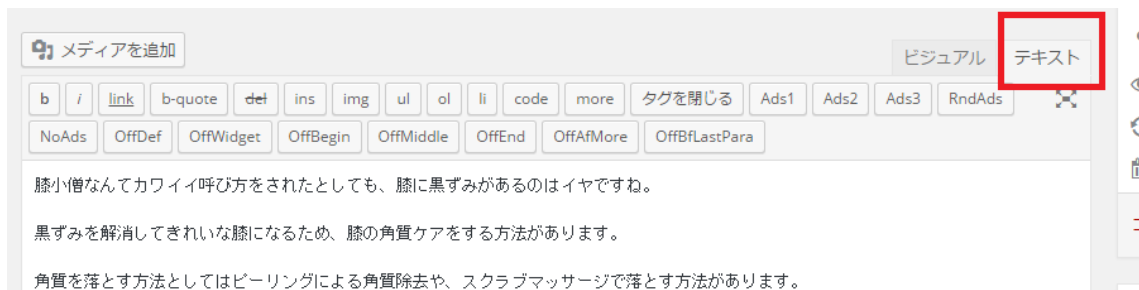 メディアを追加
ビジュアル テキスト
b i link b-quote del ins img ul ol li code more タグを閉じる Ads1 Ads2 Ads3 RndAds
NoAds OffDef OffWidget OffBegin OffMiddle OffEnd OffAfMore OffBfLastPara
膝小僧なんてカワイイ呼び方をされたとしても、膝に黒ずみがあるのはイヤですね。
黒ずみを解消してきれいな膝になるため、膝の角質ケアをする方法があります。
角質を落とす方法としてはピーリングによる角質除去や、スクラブマッサージで落とす方法があります。